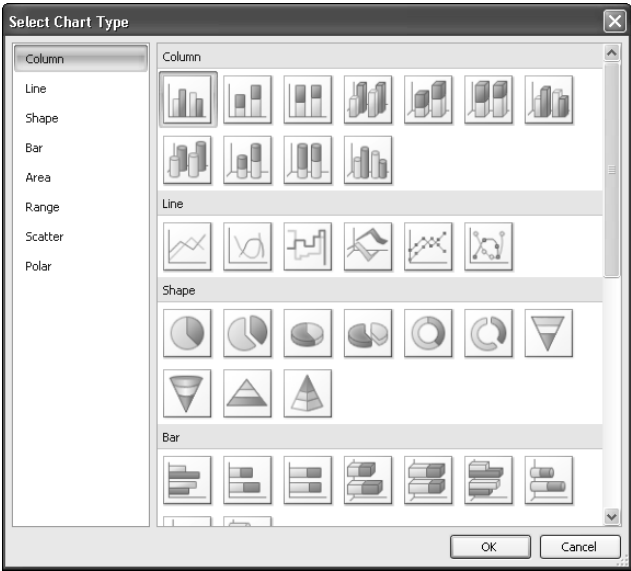 Select Chart Type
Column
Line
Shape
Bar
Area
Range
Scatter
Polar
Column
Line
Shape
Bar
OK
Cancel